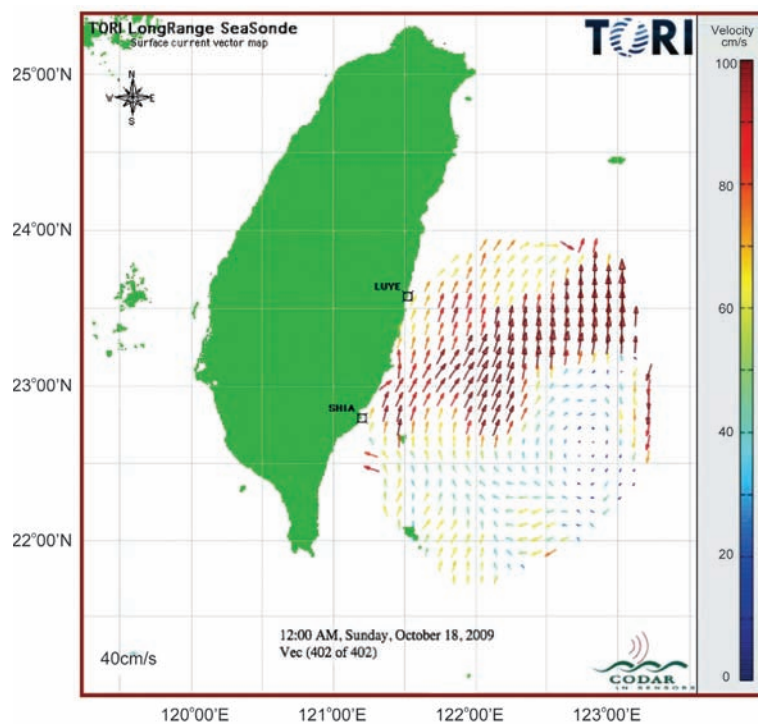 TORI LongRange SeaSonde
Surface current vector map
TORI
Velocity
cm/s
N
W E
S
LUYE
SHIA
25°00'N
24°00'N
23°00'N
22°00'N
120°00'E
121°00'E
122°00'E
123°00'E
100
80
60
40
20
0
12:00 AM, Sunday, October 18, 2009
Vec (402 of 402)
40cm/s
CODAR